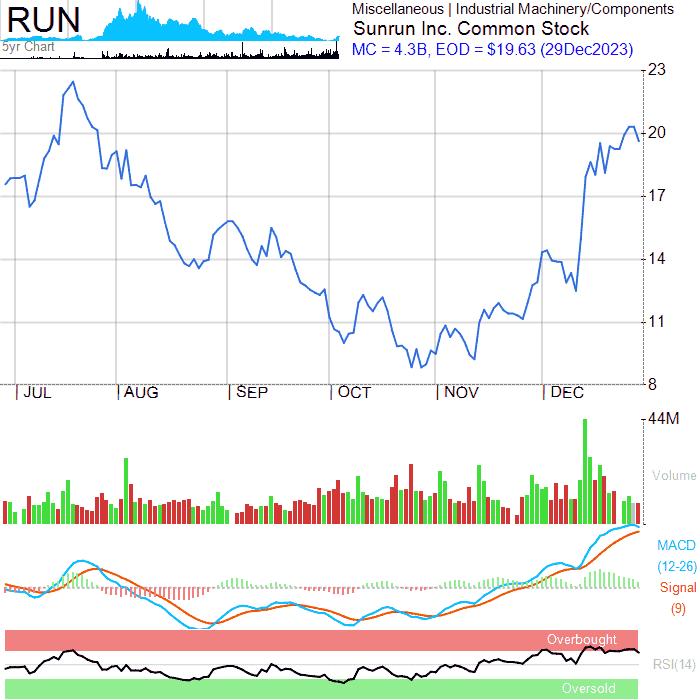 RUN
5yr Chart
Miscellaneous | Industrial Machinery/Components
Sunrun Inc. Common Stock
MC = 4.3B, EOD = $19.63 (29Dec2023)
23
20
17
14
11
8
JUL
AUG
SEP
OCT
NOV
DEC
44M
Volume
MACD
(12-26)
Signal
(9)
Overbought
RSI(14)
Oversold